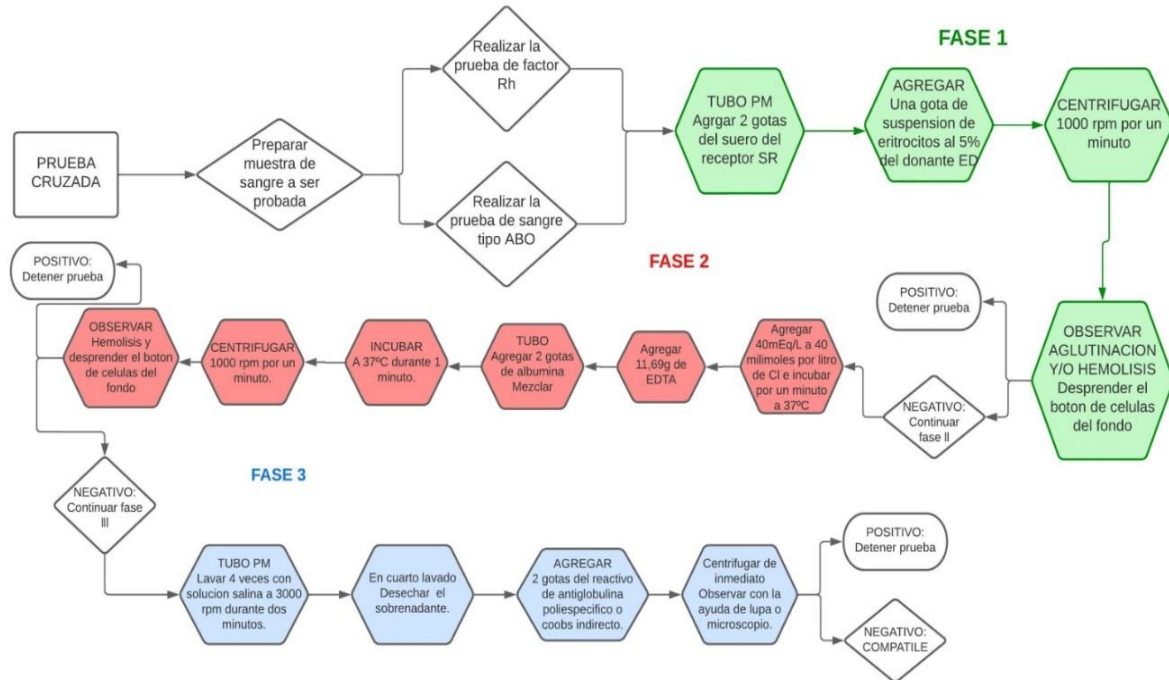 FASE 1
PRUEBA
CRUZADA
Preparar
muestra de
sangre a ser
probada
Realizar
la prueba
de factor
Rh
Realizar la
prueba de sangre
tipo ABO
TUBO PM
Agrgar 2 gotas
del suero del
receptor SR
AGREGAR
Una gota de
suspension de
eritrocitos al 5%
del donante ED
CENTRIFUGAR
1000 rpm por un
minuto
OBSERVAR
AGLUTINACION
Y/O HEMOLISIS
Desprender el
boton de celulas
del fondo
POSITIVO:
Detener prueba
NEGATIVO:
Continuar
fase II
FASE 2
Agregar
40mEq/L a 40
milimoles por litro
de Cl e incubar
por un minuto
a 37ºC
Agregar
11,69g de
EDTA
TUBO
Agregar 2 gotas
de albumina
Mezclar
INCUBAR
A 37ºC durante 1
minuto.
CENTRIFUGAR
1000 rpm por un
minuto.
OBSERVAR
Hemolisis y
desprender el boton
de celulas del
fondo
POSITIVO:
Detener prueba
NEGATIVO:
Continuar fase
III
FASE 3
TUBO PM
Lavar 4 veces con
solucion salina a 3000
rpm durante dos
minutos.
En cuarto lavado
Desechar el
sobrenadante.
AGREGAR
2 gotas del reactivo
de antiglobulina
poliespecifico o
coobs indirecto.
Centrifugar de
inmediato
Observar con la
ayuda de lupa o
microscopio.
POSITIVO:
Detener prueba
NEGATIVO:
COMPATILE